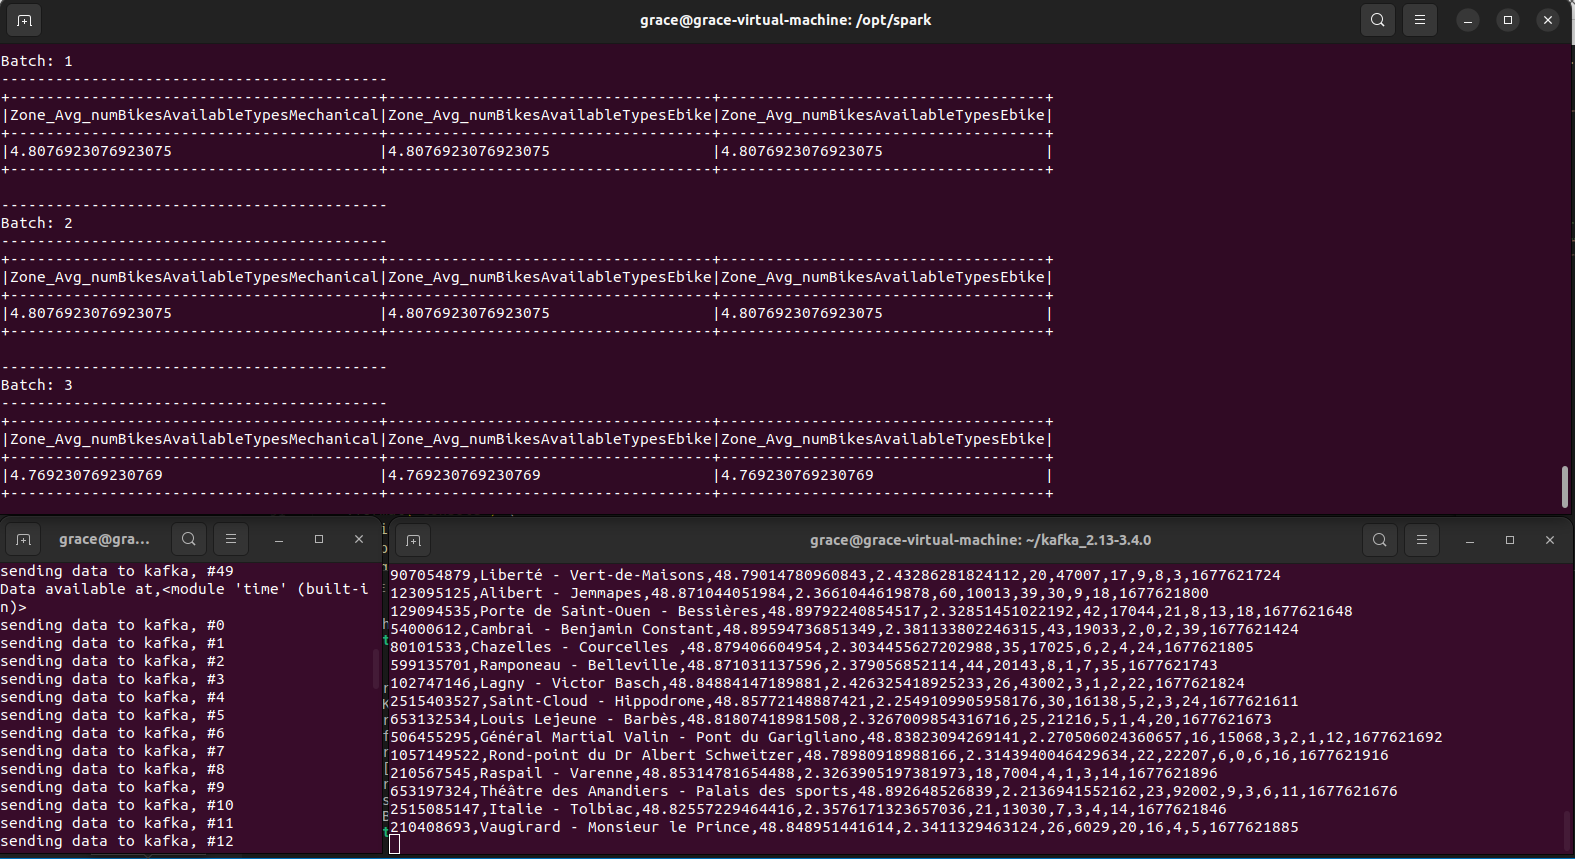 grace@grace-virtual-machine: /opt/spark
Batch: 1
-------------------------------------------
+-----------------------------------------+------------------------------------+------------------------------------+
|Zone_Avg_numBikesAvailableTypesMechanical|Zone_Avg_numBikesAvailableTypesEbike|Zone_Avg_numBikesAvailableTypesEbike|
+-----------------------------------------+------------------------------------+------------------------------------+
|4.8076923076923075                       |4.8076923076923075                  |4.8076923076923075                  |
+-----------------------------------------+------------------------------------+------------------------------------+
-------------------------------------------
Batch: 2
-------------------------------------------
+-----------------------------------------+------------------------------------+------------------------------------+
|Zone_Avg_numBikesAvailableTypesMechanical|Zone_Avg_numBikesAvailableTypesEbike|Zone_Avg_numBikesAvailableTypesEbike|
+-----------------------------------------+------------------------------------+------------------------------------+
|4.8076923076923075                       |4.8076923076923075                  |4.8076923076923075                  |
+-----------------------------------------+------------------------------------+------------------------------------+
-------------------------------------------
Batch: 3
-------------------------------------------
+-----------------------------------------+------------------------------------+------------------------------------+
|Zone_Avg_numBikesAvailableTypesMechanical|Zone_Avg_numBikesAvailableTypesEbike|Zone_Avg_numBikesAvailableTypesEbike|
+-----------------------------------------+------------------------------------+------------------------------------+
|4.769230769230769                        |4.769230769230769                   |4.769230769230769                   |
+-----------------------------------------+------------------------------------+------------------------------------+
grace@gra...
sending data to kafka, #49
Data available at,<module 'time' (built-i
n)>
sending data to kafka, #0
sending data to kafka, #1
sending data to kafka, #2
sending data to kafka, #3
sending data to kafka, #4
sending data to kafka, #5
sending data to kafka, #6
sending data to kafka, #7
sending data to kafka, #8
sending data to kafka, #9
sending data to kafka, #10
sending data to kafka, #11
sending data to kafka, #12
grace@grace-virtual-machine: ~/kafka_2.13-3.4.0
907054879,Liberté - Vert-de-Maisons,48.79014780960843,2.43286281824112,20,47007,17,9,8,3,1677621724
123095125,Alibert - Jemmapes,48.871044051984,2.3661044619878,60,10013,39,30,9,18,1677621800
129094535,Porte de Saint-Ouen - Bessières,48.89792240854517,2.32851451022192,42,17044,21,8,13,18,1677621648
54000612,Cambrai - Benjamin Constant,48.89594736851349,2.381133802246315,43,19033,2,0,2,39,1677621424
80101533,Chazelles - Courcelles ,48.879406604954,2.3034455627202988,35,17025,6,2,4,24,1677621805
599135701,Ramponeau - Belleville,48.871031137596,2.379056852114,44,20143,8,1,7,35,1677621743
102747146,Lagny - Victor Basch,48.84884147189881,2.426325418925233,26,43002,3,1,2,22,1677621824
2515403527,Saint-Cloud - Hippodrome,48.85772148887421,2.2549109905958176,30,16138,5,2,3,24,1677621611
653132534,Louis Lejeune - Barbès,48.81807418981508,2.3267009854316716,25,21216,5,1,4,20,1677621673
506455295,Général Martial Valin - Pont du Garigliano,48.83823094269141,2.270506024360657,16,15068,3,2,1,12,1677621692
1057149522,Rond-point du Dr Albert Schweitzer,48.78980918988166,2.3143940046429634,22,22207,6,0,6,16,1677621916
210567545,Raspail - Varenne,48.85314781654488,2.3263905197381973,18,7004,4,1,3,14,1677621896
653197324,Théâtre des Amandiers - Palais des sports,48.892648526839,2.2136941552162,23,92002,9,3,6,11,1677621676
2515085147,Italie - Tolbiac,48.82557229464416,2.3576171323657036,21,13030,7,3,4,14,1677621846
210408693,Vaugirard - Monsieur le Prince,48.848951441614,2.3411329463124,26,6029,20,16,4,5,1677621885